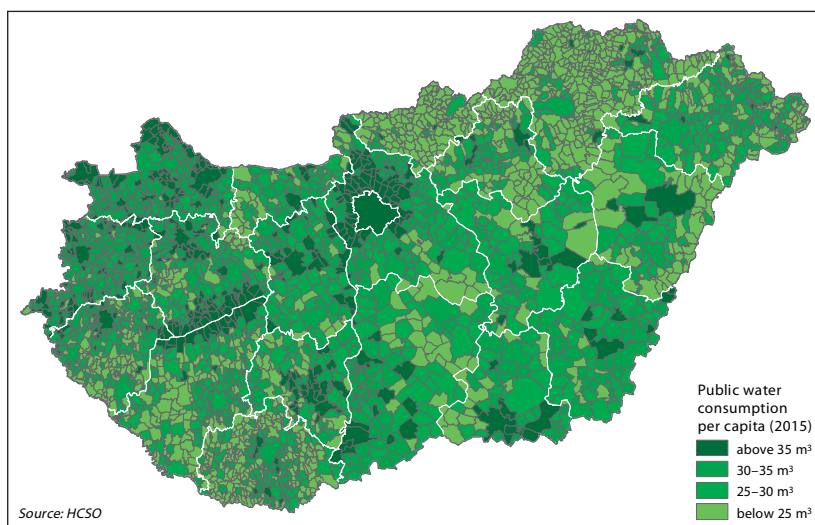 Public water
consumption
per capita (2015)
above 35 m³
30–35 m³
25–30 m³
below 25 m³
Source: HCSO